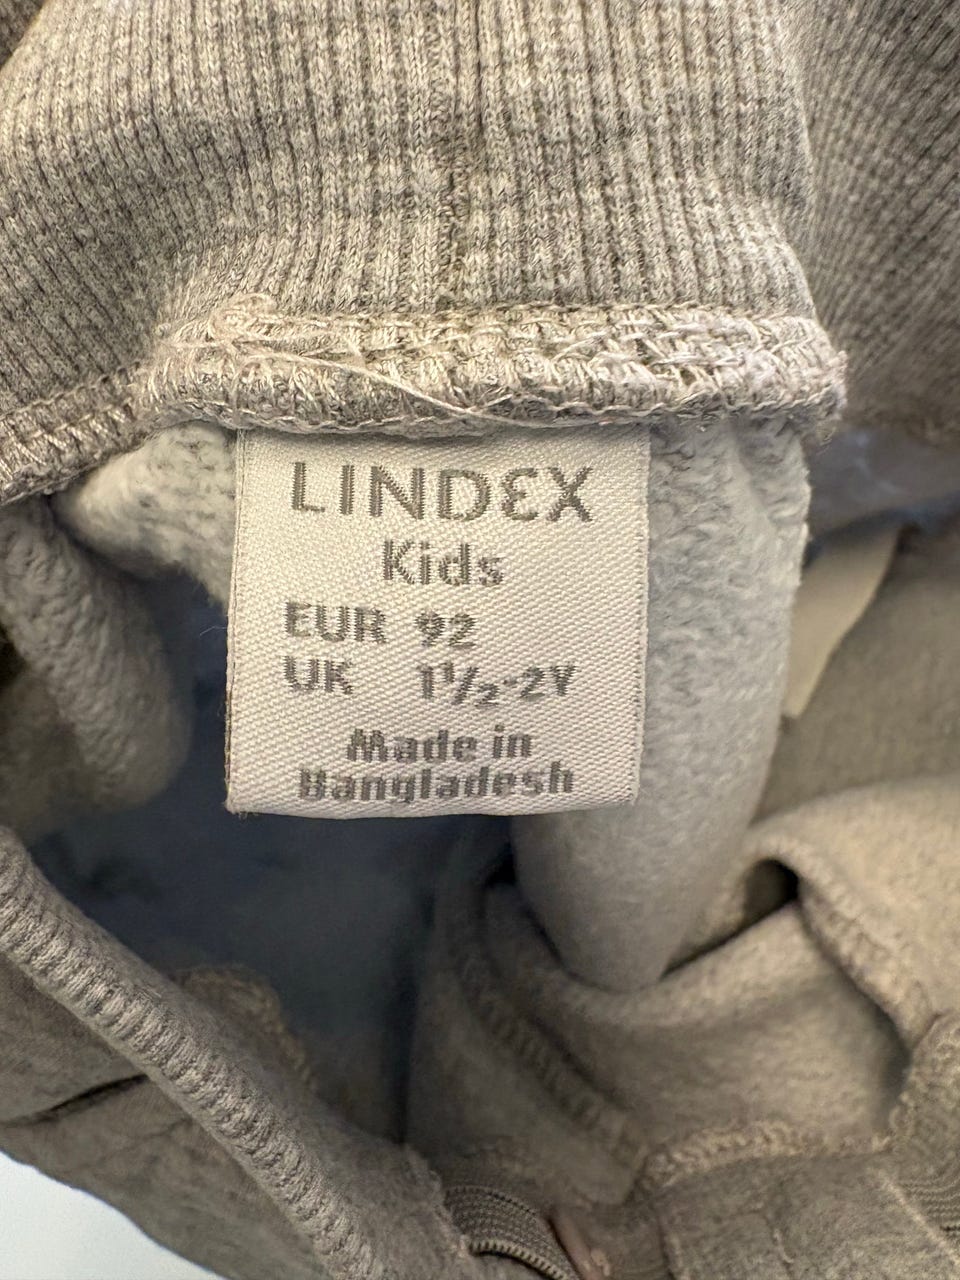 LINDEX
Kids
EUR 92
UK 1½-2Y
Made in
Bangladesh